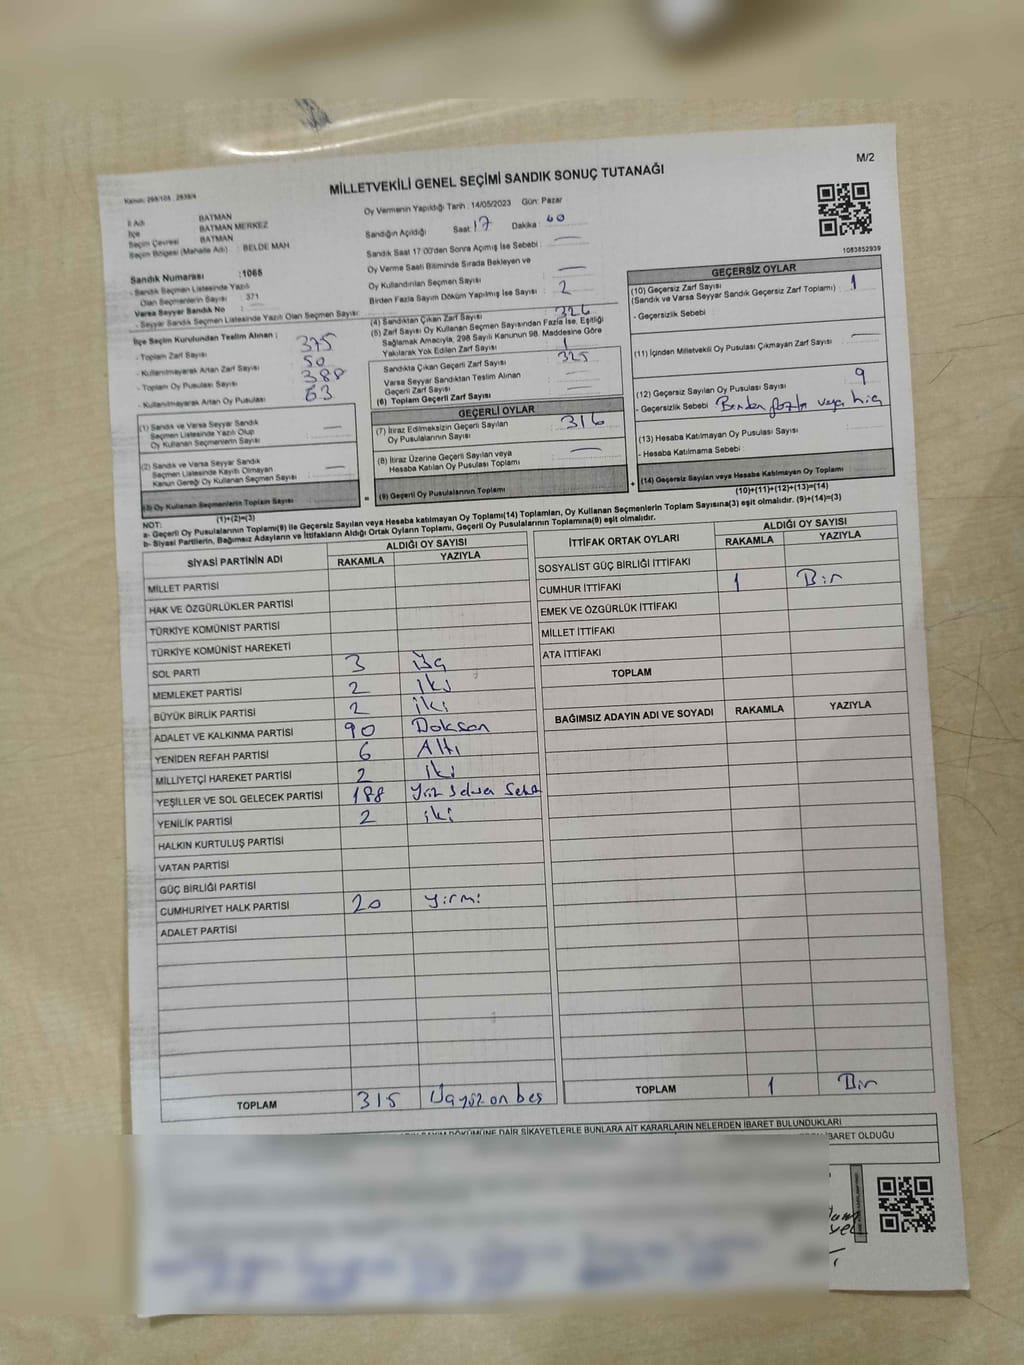 M/2
MİLLETVEKİLİ GENEL SEÇİMİ SANDIK SONUÇ TUTANAĞI
Kanun: 298/105 , 2839/4
İl Adı BATMAN
İlçe BATMAN MERKEZ
Seçim Çevresi BATMAN
Seçim Bölgesi (Mahalle Adı) : BELDE MAH
Sandık Numarası :1065
- Sandık Seçmen Listesinde Yazılı
Olan Seçmenlerin Sayısı : 371
Varsa Seyyar Sandık No :
- Seyyar Sandık Seçmen Listesinde Yazılı Olan Seçmen Sayısı:
Oy Vermenin Yapıldığı Tarih : 14/05/2023 Gün: Pazar
Sandığın Açıldığı Saat : 17 Dakika : 40
Sandık Saat 17:00'den Sonra Açılmış İse Sebebi : —
Oy Verme Saati Bitiminde Sırada Bekleyen ve
Oy Kullandırılan Seçmen Sayısı : —
Birden Fazla Sayım Döküm Yapılmış İse Sayısı : 2
1083852939
İlçe Seçim Kurulundan Teslim Alınan ;
- Toplam Zarf Sayısı : 375
- Kullanılmayarak Artan Zarf Sayısı : 50
- Toplam Oy Pusulası Sayısı : 388
- Kullanılmayarak Artan Oy Pusulası : 63
(1) Sandık ve Varsa Seyyar Sandık
Seçmen Listesinde Yazılı Olup
Oy Kullanan Seçmenlerin Sayısı : —
(2) Sandık ve Varsa Seyyar Sandık
Seçmen Listesinde Kayıtlı Olmayan
Kanun Gereği Oy Kullanan Seçmen Sayısı : —
(3) Oy Kullanan Seçmenlerin Toplam Sayısı
(1)+(2)=(3)
(4) Sandıktan Çıkan Zarf Sayısı : 326
(5) Zarf Sayısı Oy Kullanan Seçmen Sayısından Fazla İse, Eşitliği
Sağlamak Amacıyla, 298 Sayılı Kanunun 98. Maddesine Göre
Yakılarak Yok Edilen Zarf Sayısı : 1
Sandıkta Çıkan Geçerli Zarf Sayısı : 325
Varsa Seyyar Sandıktan Teslim Alınan
Geçerli Zarf Sayısı :
(6) Toplam Geçerli Zarf Sayısı :
GEÇERLİ OYLAR
(7) İtiraz Edilmeksizin Geçerli Sayılan
Oy Pusulalarının Sayısı : 316
(8) İtiraz Üzerine Geçerli Sayılan veya
Hesaba Katılan Oy Pusulası Toplamı : —
= (9) Geçerli Oy Pusulalarının Toplamı +
GEÇERSİZ OYLAR
(10) Geçersiz Zarf Sayısı : 1
(Sandık ve Varsa Seyyar Sandık Geçersiz Zarf Toplamı)
- Geçersizlik Sebebi :
(11) İçinden Milletvekili Oy Pusulası Çıkmayan Zarf Sayısı : —
(12) Geçersiz Sayılan Oy Pusulası Sayısı : 9
- Geçersizlik Sebebi : Birden fazla veya hiç
(13) Hesaba Katılmayan Oy Pusulası Sayısı :
- Hesaba Katılmama Sebebi :
(14) Geçersiz Sayılan veya Hesaba Katılmayan Oy Toplamı
(10)+(11)+(12)+(13)=(14)
NOT:
a- Geçerli Oy Pusulalarının Toplamı(9) ile Geçersiz Sayılan veya Hesaba katılmayan Oy Toplamı(14) Toplamları, Oy Kullanan Seçmenlerin Toplam Sayısına(3) eşit olmalıdır. (9)+(14)=(3)
b- Siyasi Partilerin, Bağımsız Adayların ve İttifakların Aldığı Ortak Oyların Toplamı, Geçerli Oy Pusulalarının Toplamına(9) eşit olmalıdır.
SİYASİ PARTİNİN ADI ALDIĞI OY SAYISI
RAKAMLA YAZIYLA
MİLLET PARTİSİ
HAK VE ÖZGÜRLÜKLER PARTİSİ
TÜRKİYE KOMÜNİST PARTİSİ
TÜRKİYE KOMÜNİST HAREKETİ
SOL PARTİ 3 Üç
MEMLEKET PARTİSİ 2 iki
BÜYÜK BİRLİK PARTİSİ 2 iki
ADALET VE KALKINMA PARTİSİ 90 Doksan
YENİDEN REFAH PARTİSİ 6 Altı
MİLLİYETÇİ HAREKET PARTİSİ 2 iki
YEŞİLLER VE SOL GELECEK PARTİSİ 188 Yüz Seksen Sekiz
YENİLİK PARTİSİ 2 iki
HALKIN KURTULUŞ PARTİSİ
VATAN PARTİSİ
GÜÇ BİRLİĞİ PARTİSİ
CUMHURİYET HALK PARTİSİ 20 yirmi
ADALET PARTİSİ
TOPLAM 315 Üçyüz on beş
İTTİFAK ORTAK OYLARI ALDIĞI OY SAYISI
RAKAMLA YAZIYLA
SOSYALİST GÜÇ BİRLİĞİ İTTİFAKI
CUMHUR İTTİFAKI 1 Bir
EMEK VE ÖZGÜRLÜK İTTİFAKI
MİLLET İTTİFAKI
ATA İTTİFAKI
TOPLAM
BAĞIMSIZ ADAYIN ADI VE SOYADI RAKAMLA YAZIYLA
TOPLAM 1 Bir
SAYIM DÖKÜMÜNE DAİR ŞİKAYETLERLE BUNLARA AİT KARARLARIN NELERDEN İBARET BULUNDUKLARI
İBARET OLDUĞU